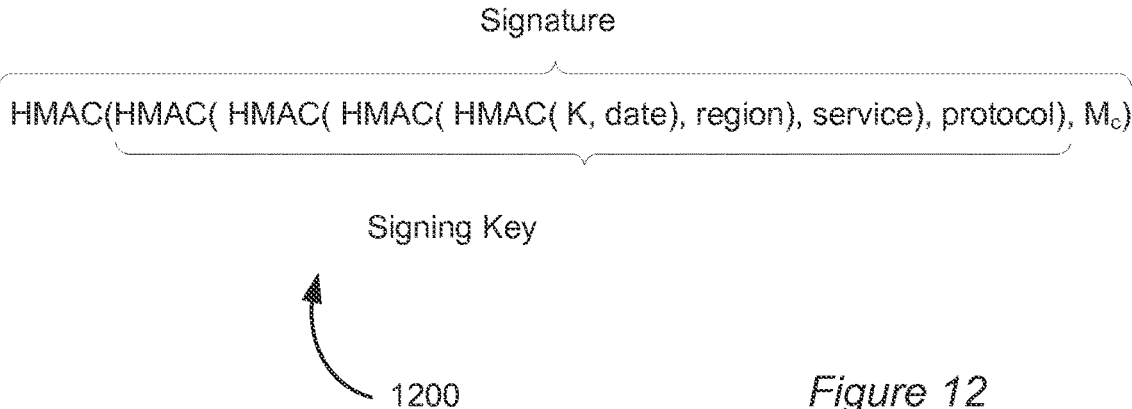 Signature
HMAC(HMAC( HMAC( HMAC( HMAC( K, date), region), service), protocol), Mc)
Signing Key
1200
Figure 12